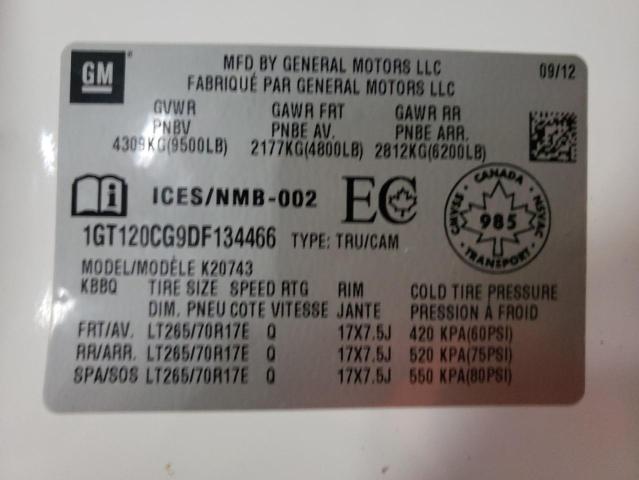 GM
MFD BY GENERAL MOTORS LLC 09/12
FABRIQUÉ PAR GENERAL MOTORS LLC
GVWR GAWR FRT GAWR RR
PNBV PNBE AV. PNBE ARR.
4309KG(9500LB) 2177KG(4800LB) 2812KG(6200LB)
i ICES/NMB-002 EC
CANADA
CMVSS 985 NSVAC
TRANSPORT
1GT120CG9DF134466 TYPE: TRU/CAM
MODEL/MODÈLE K20743
KBBQ TIRE SIZE SPEED RTG RIM COLD TIRE PRESSURE
DIM. PNEU COTE VITESSE JANTE PRESSION À FROID
FRT/AV. LT265/70R17E Q 17X7.5J 420 KPA(60PSI)
RR/ARR. LT265/70R17E Q 17X7.5J 520 KPA(75PSI)
SPA/SOS LT265/70R17E Q 17X7.5J 550 KPA(80PSI)